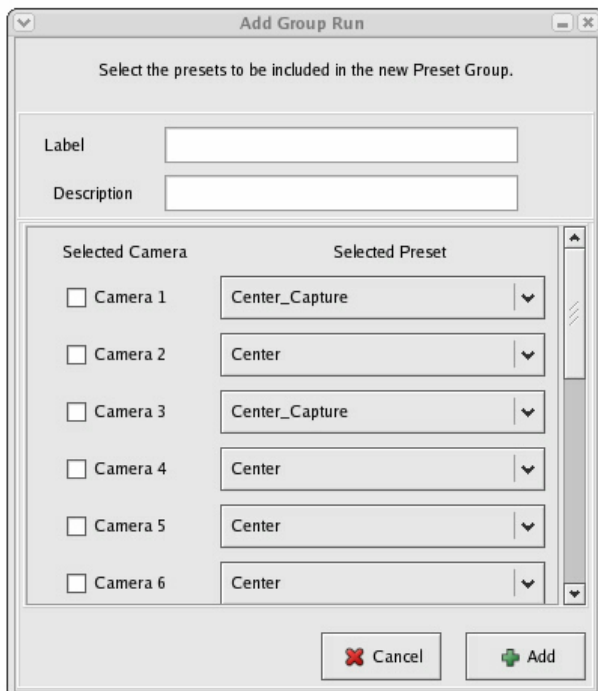 Add Group Run
Select the presets to be included in the new Preset Group.
Label
Description
Selected Camera Selected Preset
Camera 1 Center_Capture
Camera 2 Center
Camera 3 Center_Capture
Camera 4 Center
Camera 5 Center
Camera 6 Center
Cancel Add